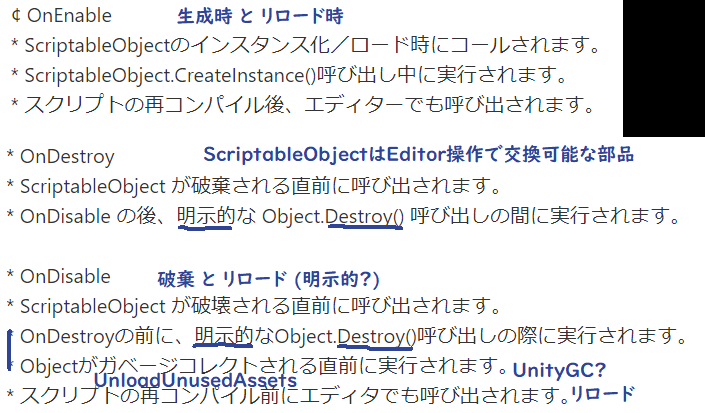 ¢ OnEnable 生成時 と リロード時
* ScriptableObjectのインスタンス化／ロード時にコールされます。
* ScriptableObject.CreateInstance()呼び出し中に実行されます。
* スクリプトの再コンパイル後、エディターでも呼び出されます。
* OnDestroy ScriptableObjectはEditor操作で交換可能な部品
* ScriptableObject が破棄される直前に呼び出されます。
* OnDisable の後、明示的な Object.Destroy() 呼び出しの間に実行されます。
* OnDisable 破棄 と リロード (明示的?)
* ScriptableObject が破壊される直前に呼び出されます。
* OnDestroyの前に、明示的なObject.Destroy()呼び出しの際に実行されます。
* Objectがガベージコレクトされる直前に実行されます。 UnityGC?
UnloadUnusedAssets
* スクリプトの再コンパイル前にエディタでも呼び出されます。リロード